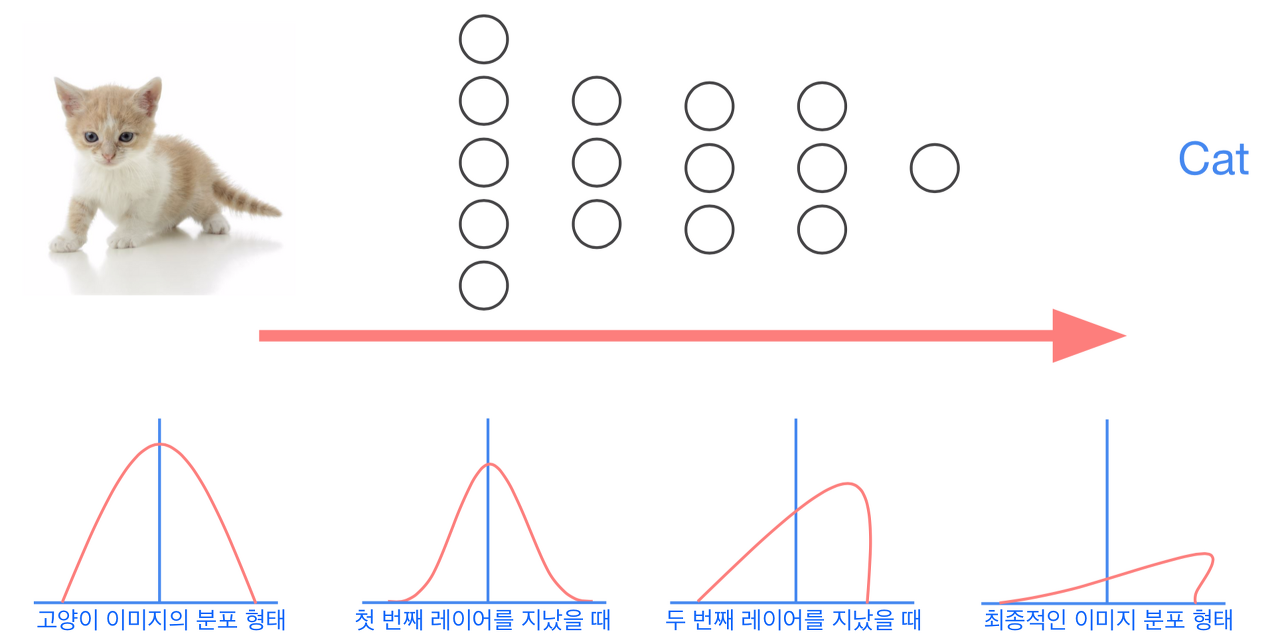 Cat
고양이 이미지의 분포 형태
첫 번째 레이어를 지났을 때
두 번째 레이어를 지났을 때
최종적인 이미지 분포 형태